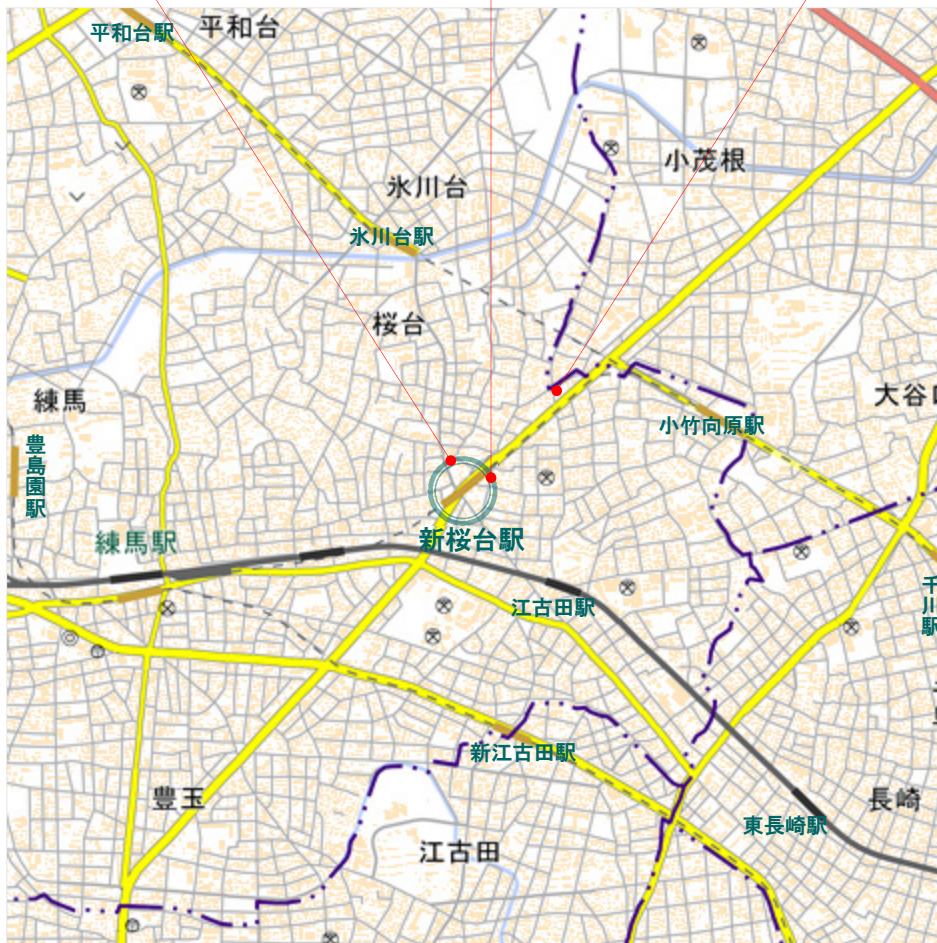 平和台駅
平和台
小茂根
氷川台
氷川台駅
桜台
練馬
大谷口
小竹向原駅
豊島園駅
新桜台駅
練馬駅
江古田駅
千川駅
新江古田駅
豊玉
長崎
東長崎駅
江古田